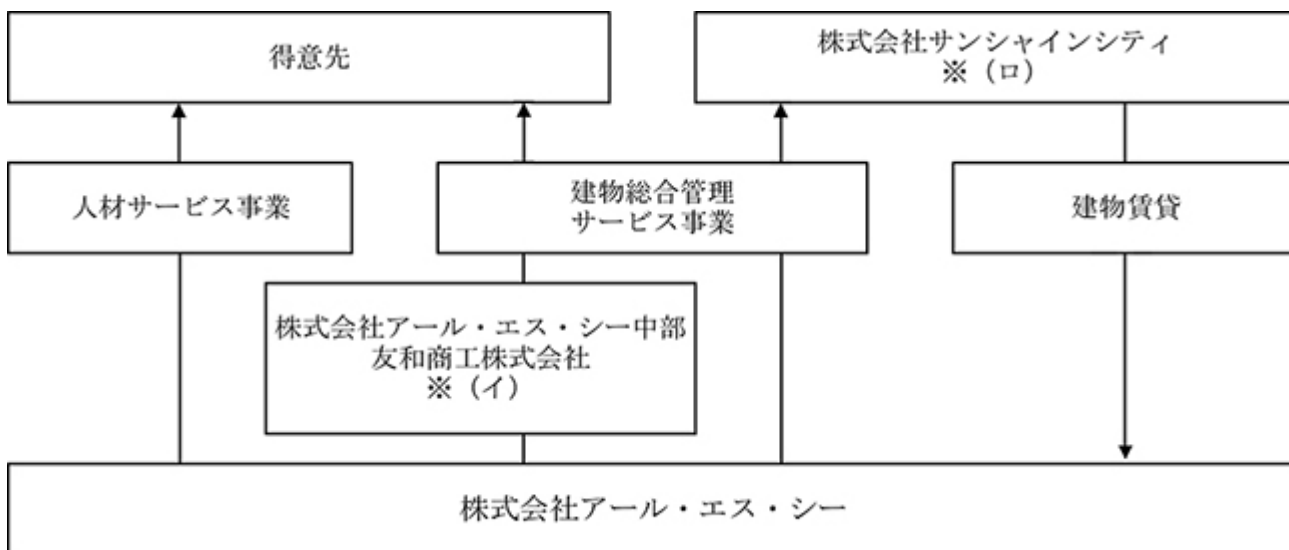 得意先
株式会社サンシャインシティ
※（ロ）
人材サービス事業
建物総合管理
サービス事業
建物賃貸
株式会社アール・エス・シー中部
友和商工株式会社
※（イ）
株式会社アール・エス・シー